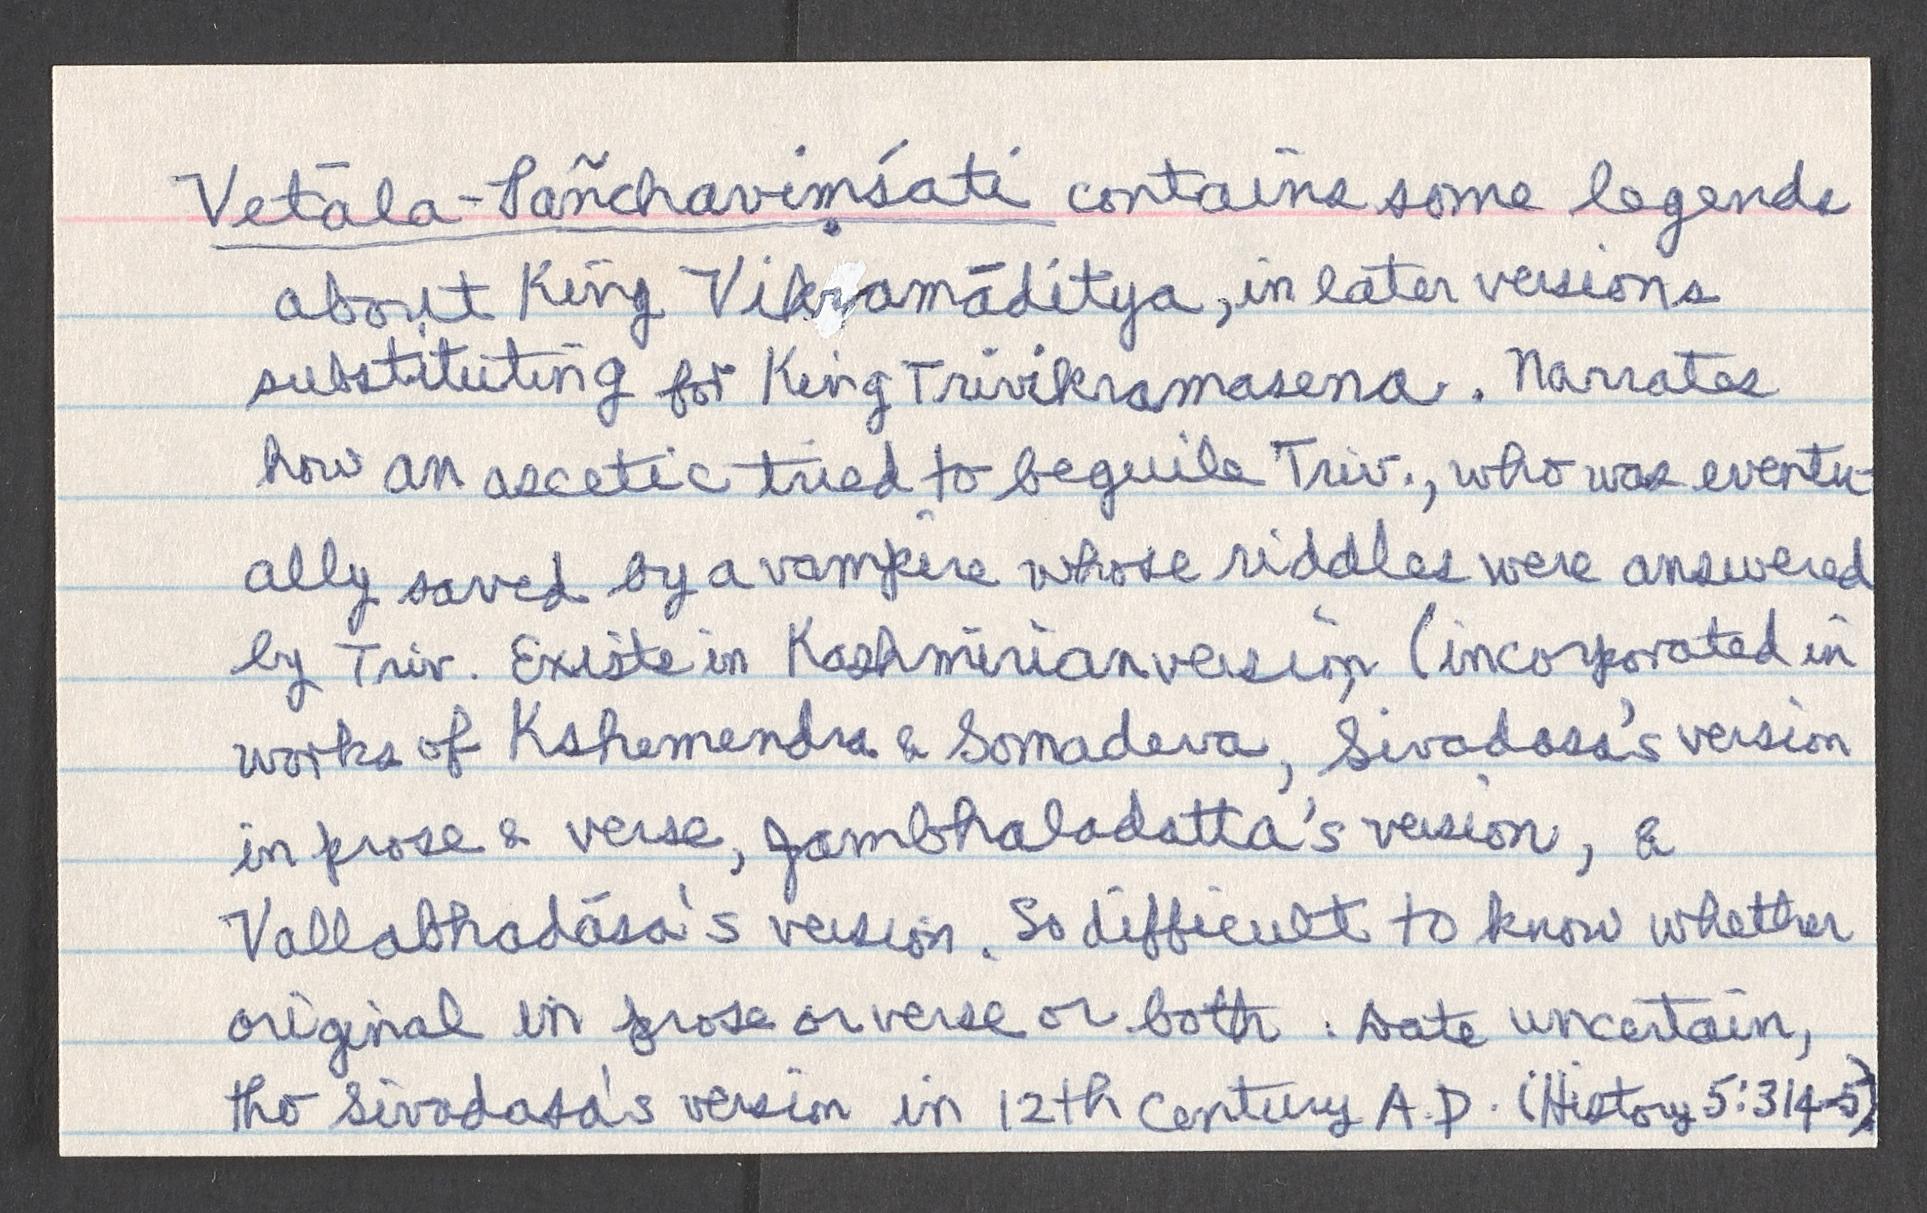 Vetāla-Pañchaviṃśati contains some legends
about King Vikramāditya, in later versions
substituting for King Trivikramasena. Narrates
how an ascetic tried to beguile Triv., who was eventu-
ally saved by a vampire whose riddles were answered
by Triv. Exists in Kashmirian version (incorporated in
works of Kshemendra & Somadeva, Sivadasa's version
in prose & verse, Jambhaladatta's version, &
Vallabhadāsa's version. So difficult to know whether
original in prose or verse or both. Date uncertain,
tho Sivadasa's version in 12th century A.D. (History 5:314-5)